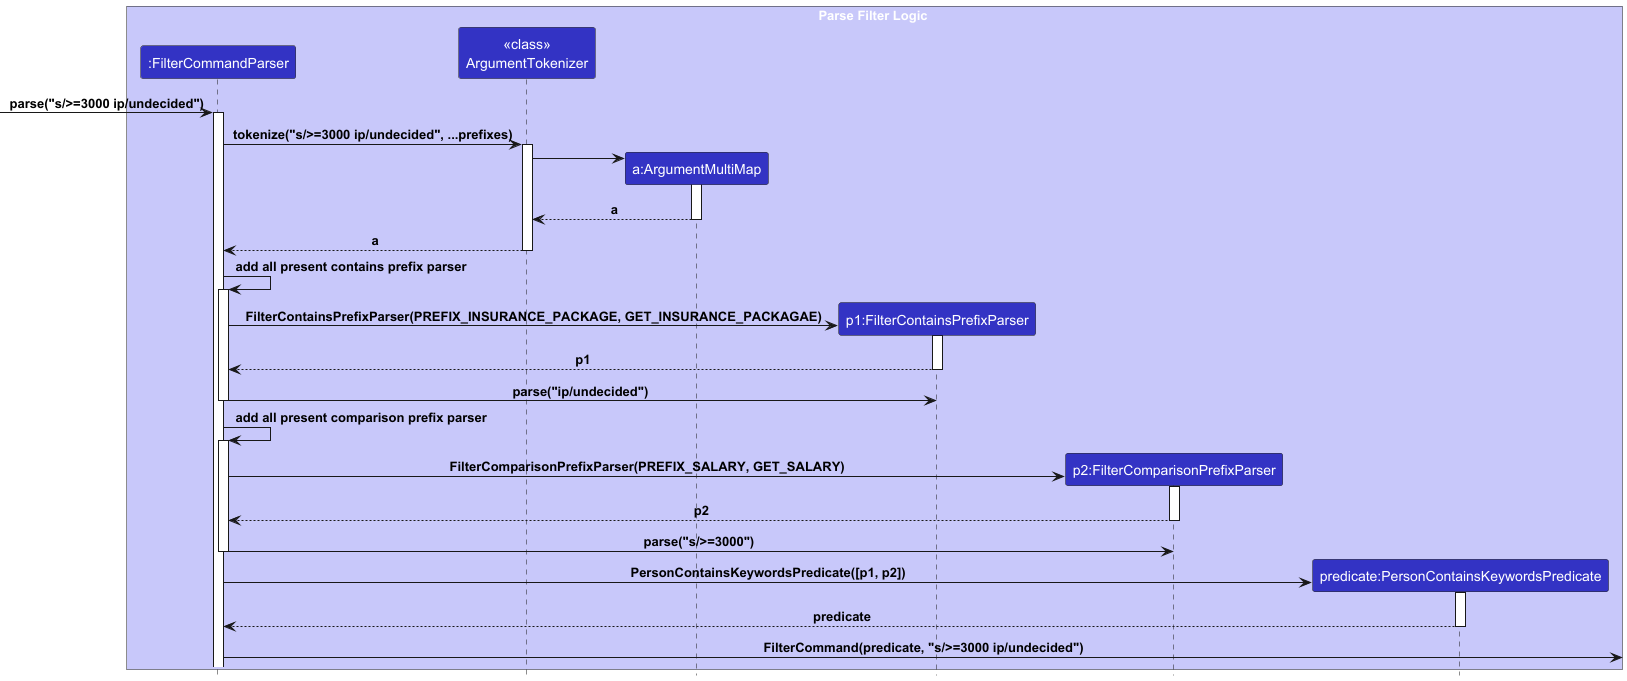 Parse Filter Logic
:FilterCommandParser
«class»
ArgumentTokenizer
parse("s/>=3000 ip/undecided")
tokenize("s/>=3000 ip/undecided", ...prefixes)
a:ArgumentMultiMap
a
a
add all present contains prefix parser
FilterContainsPrefixParser(PREFIX_INSURANCE_PACKAGE, GET_INSURANCE_PACKAGAE)
p1:FilterContainsPrefixParser
p1
parse("ip/undecided")
add all present comparison prefix parser
FilterComparisonPrefixParser(PREFIX_SALARY, GET_SALARY)
p2:FilterComparisonPrefixParser
p2
parse("s/>=3000")
PersonContainsKeywordsPredicate([p1, p2])
predicate:PersonContainsKeywordsPredicate
predicate
FilterCommand(predicate, "s/>=3000 ip/undecided")